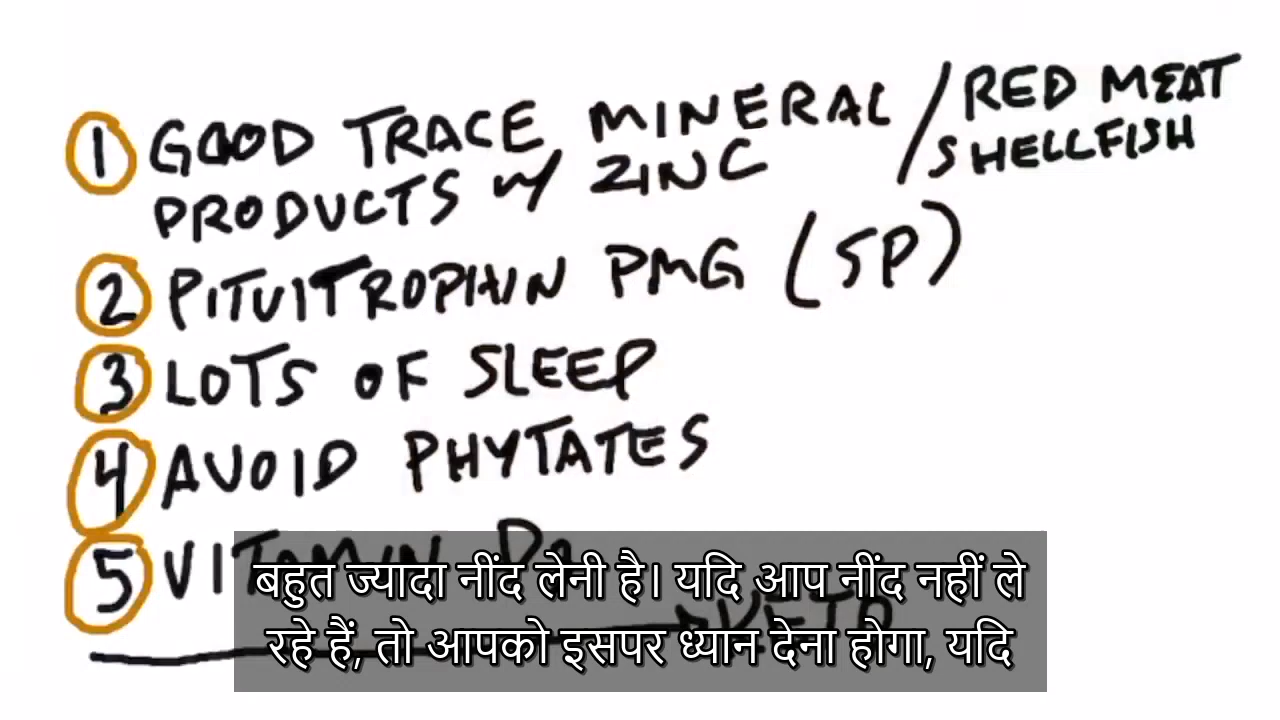 1 GOOD TRACE MINERAL / RED MEAT
PRODUCTS W/ ZINC SHELLFISH
2 PITUITROPHIN PMG (SP)
3 LOTS OF SLEEP
4 AVOID PHYTATES
5 VITAMIN
बहुत ज्यादा नींद लेनी है। यदि आप नींद नहीं ले
रहे हैं, तो आपको इसपर ध्यान देना होगा, यदि